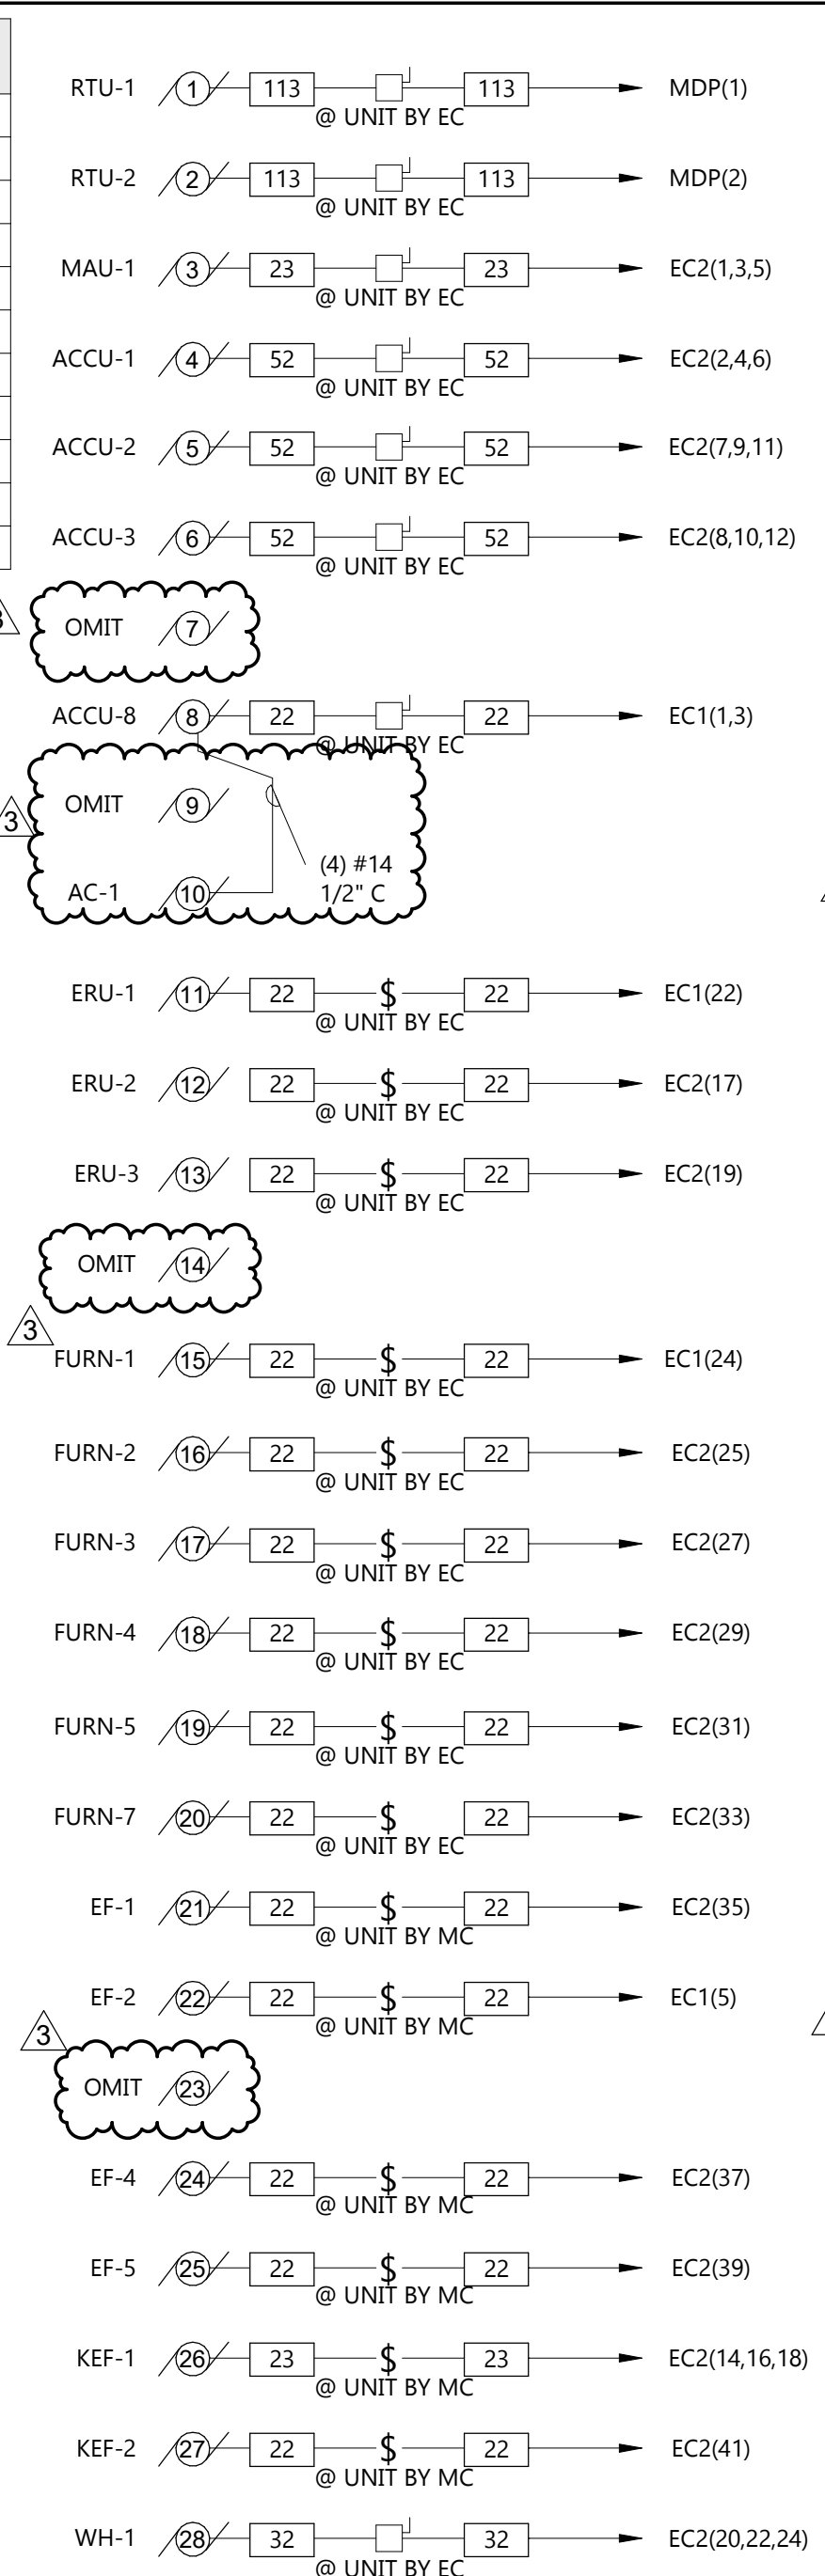 RTU-1 1 113 113 MDP(1)
@ UNIT BY EC
RTU-2 2 113 113 MDP(2)
@ UNIT BY EC
MAU-1 3 23 23 EC2(1,3,5)
@ UNIT BY EC
ACCU-1 4 52 52 EC2(2,4,6)
@ UNIT BY EC
ACCU-2 5 52 52 EC2(7,9,11)
@ UNIT BY EC
ACCU-3 6 52 52 EC2(8,10,12)
@ UNIT BY EC
3
OMIT 7
ACCU-8 8 22 22 EC1(1,3)
@ UNIT BY EC
3
OMIT 9
(4) #14
AC-1 10 1/2" C
ERU-1 11 22 $ 22 EC1(22)
@ UNIT BY EC
ERU-2 12 22 $ 22 EC2(17)
@ UNIT BY EC
ERU-3 13 22 $ 22 EC2(19)
@ UNIT BY EC
OMIT 14
3
FURN-1 15 22 $ 22 EC1(24)
@ UNIT BY EC
FURN-2 16 22 $ 22 EC2(25)
@ UNIT BY EC
FURN-3 17 22 $ 22 EC2(27)
@ UNIT BY EC
FURN-4 18 22 $ 22 EC2(29)
@ UNIT BY EC
FURN-5 19 22 $ 22 EC2(31)
@ UNIT BY EC
FURN-7 20 22 $ 22 EC2(33)
@ UNIT BY EC
EF-1 21 22 $ 22 EC2(35)
@ UNIT BY MC
EF-2 22 22 $ 22 EC1(5)
@ UNIT BY MC
3
OMIT 23
EF-4 24 22 $ 22 EC2(37)
@ UNIT BY MC
EF-5 25 22 $ 22 EC2(39)
@ UNIT BY MC
KEF-1 26 23 $ 23 EC2(14,16,18)
@ UNIT BY MC
KEF-2 27 22 $ 22 EC2(41)
@ UNIT BY MC
WH-1 28 32 32 EC2(20,22,24)
@ UNIT BY EC